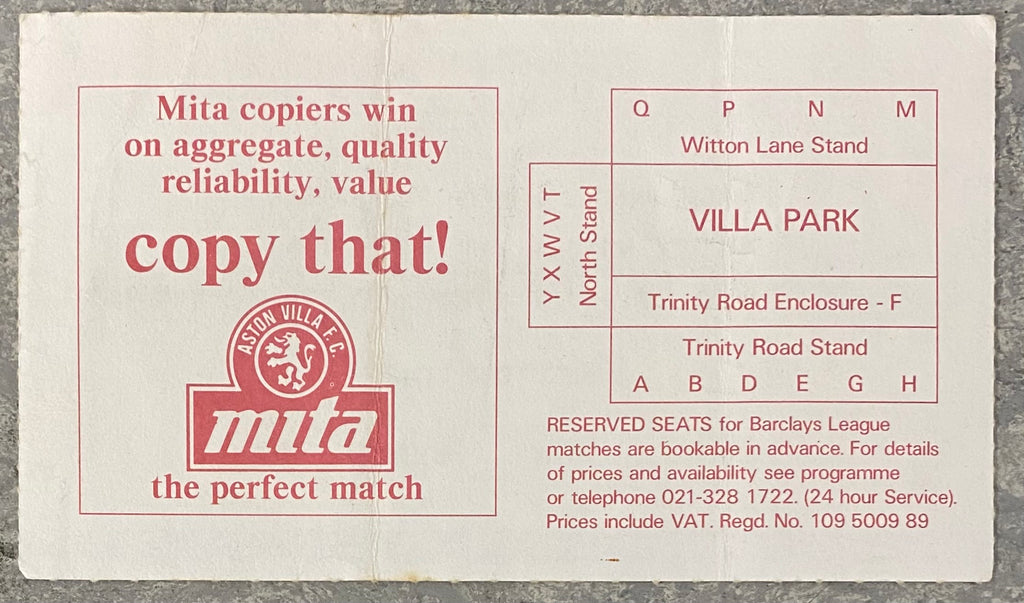 Mita copiers win
on aggregate, quality
reliability, value
copy that!
ASTON VILLA F.C.
mita
the perfect match
Q P N M
Witton Lane Stand
Y X W V T
North Stand
VILLA PARK
Trinity Road Enclosure - F
Trinity Road Stand
A B D E G H
RESERVED SEATS for Barclays League
matches are bookable in advance. For details
of prices and availability see programme
or telephone 021-328 1722. (24 hour Service).
Prices include VAT. Regd. No. 109 5009 89